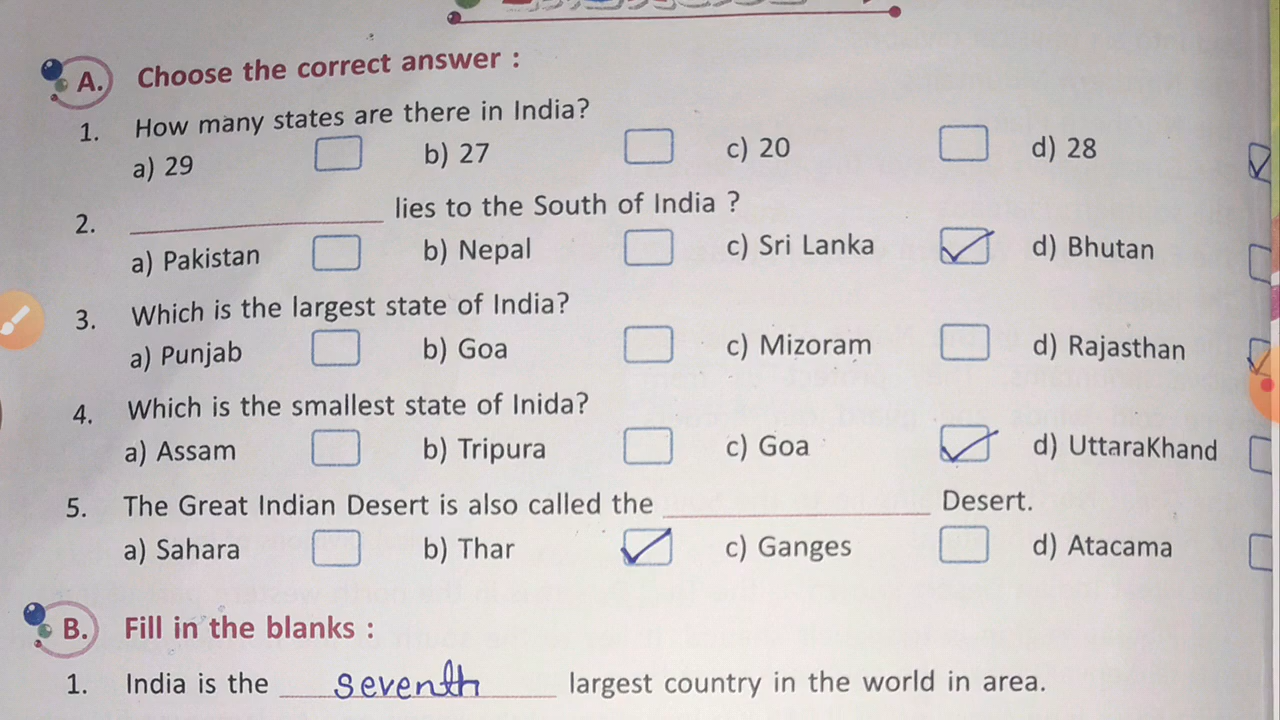 A. Choose the correct answer :
1. How many states are there in India?
a) 29 b) 27 c) 20 d) 28
2. ____________ lies to the South of India ?
a) Pakistan b) Nepal c) Sri Lanka d) Bhutan
3. Which is the largest state of India?
a) Punjab b) Goa c) Mizoram d) Rajasthan
4. Which is the smallest state of Inida?
a) Assam b) Tripura c) Goa d) UttaraKhand
5. The Great Indian Desert is also called the ____________ Desert.
a) Sahara b) Thar c) Ganges d) Atacama
B. Fill in the blanks :
1. India is the seventh largest country in the world in area.